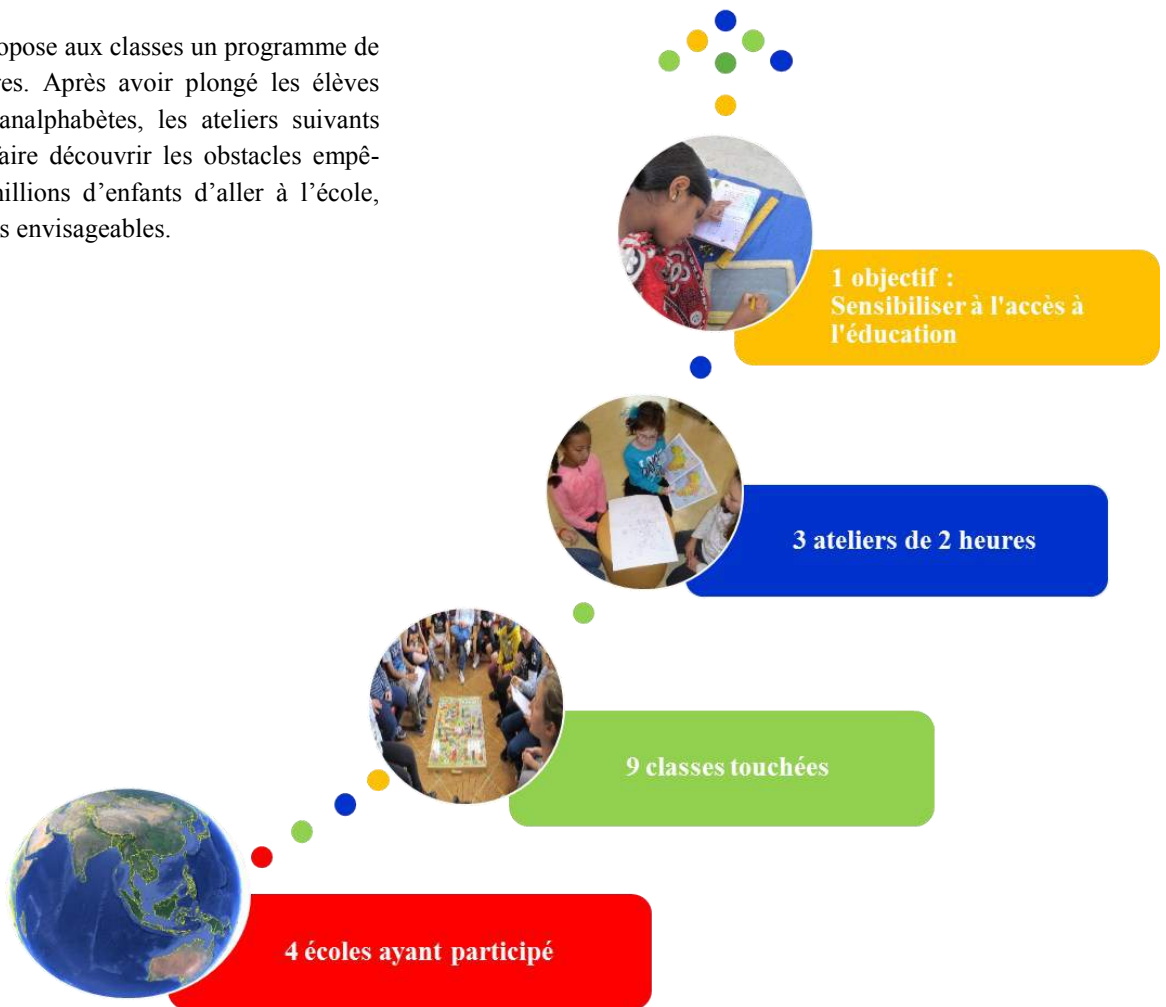 opose aux classes un programme de
res. Après avoir plongé les élèves
analphabètes, les ateliers suivants
faire découvrir les obstacles empê-
millions d’enfants d’aller à l’école,
s envisageables.
1 objectif :
Sensibiliser à l'accès à
l'éducation
3 ateliers de 2 heures
9 classes touchées
4 écoles ayant participé